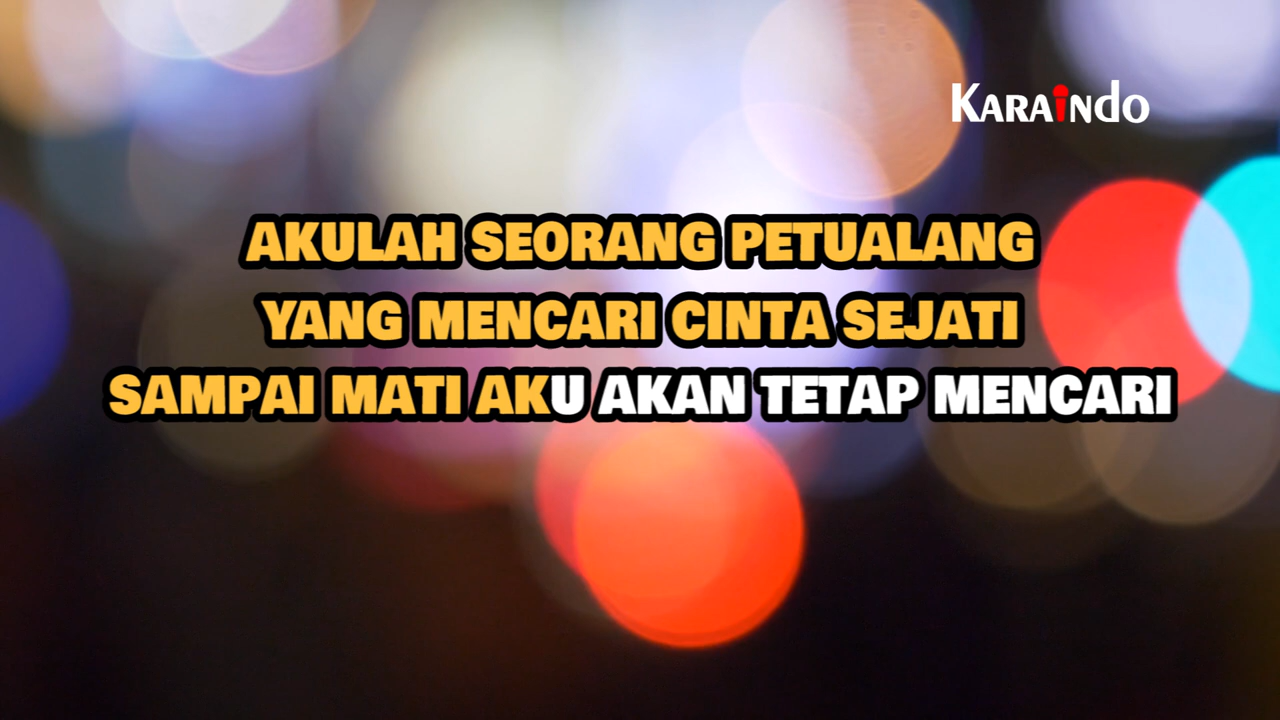 KARAINDO
AKULAH SEORANG PETUALANG
YANG MENCARI CINTA SEJATI
SAMPAI MATI AKU AKAN TETAP MENCARI